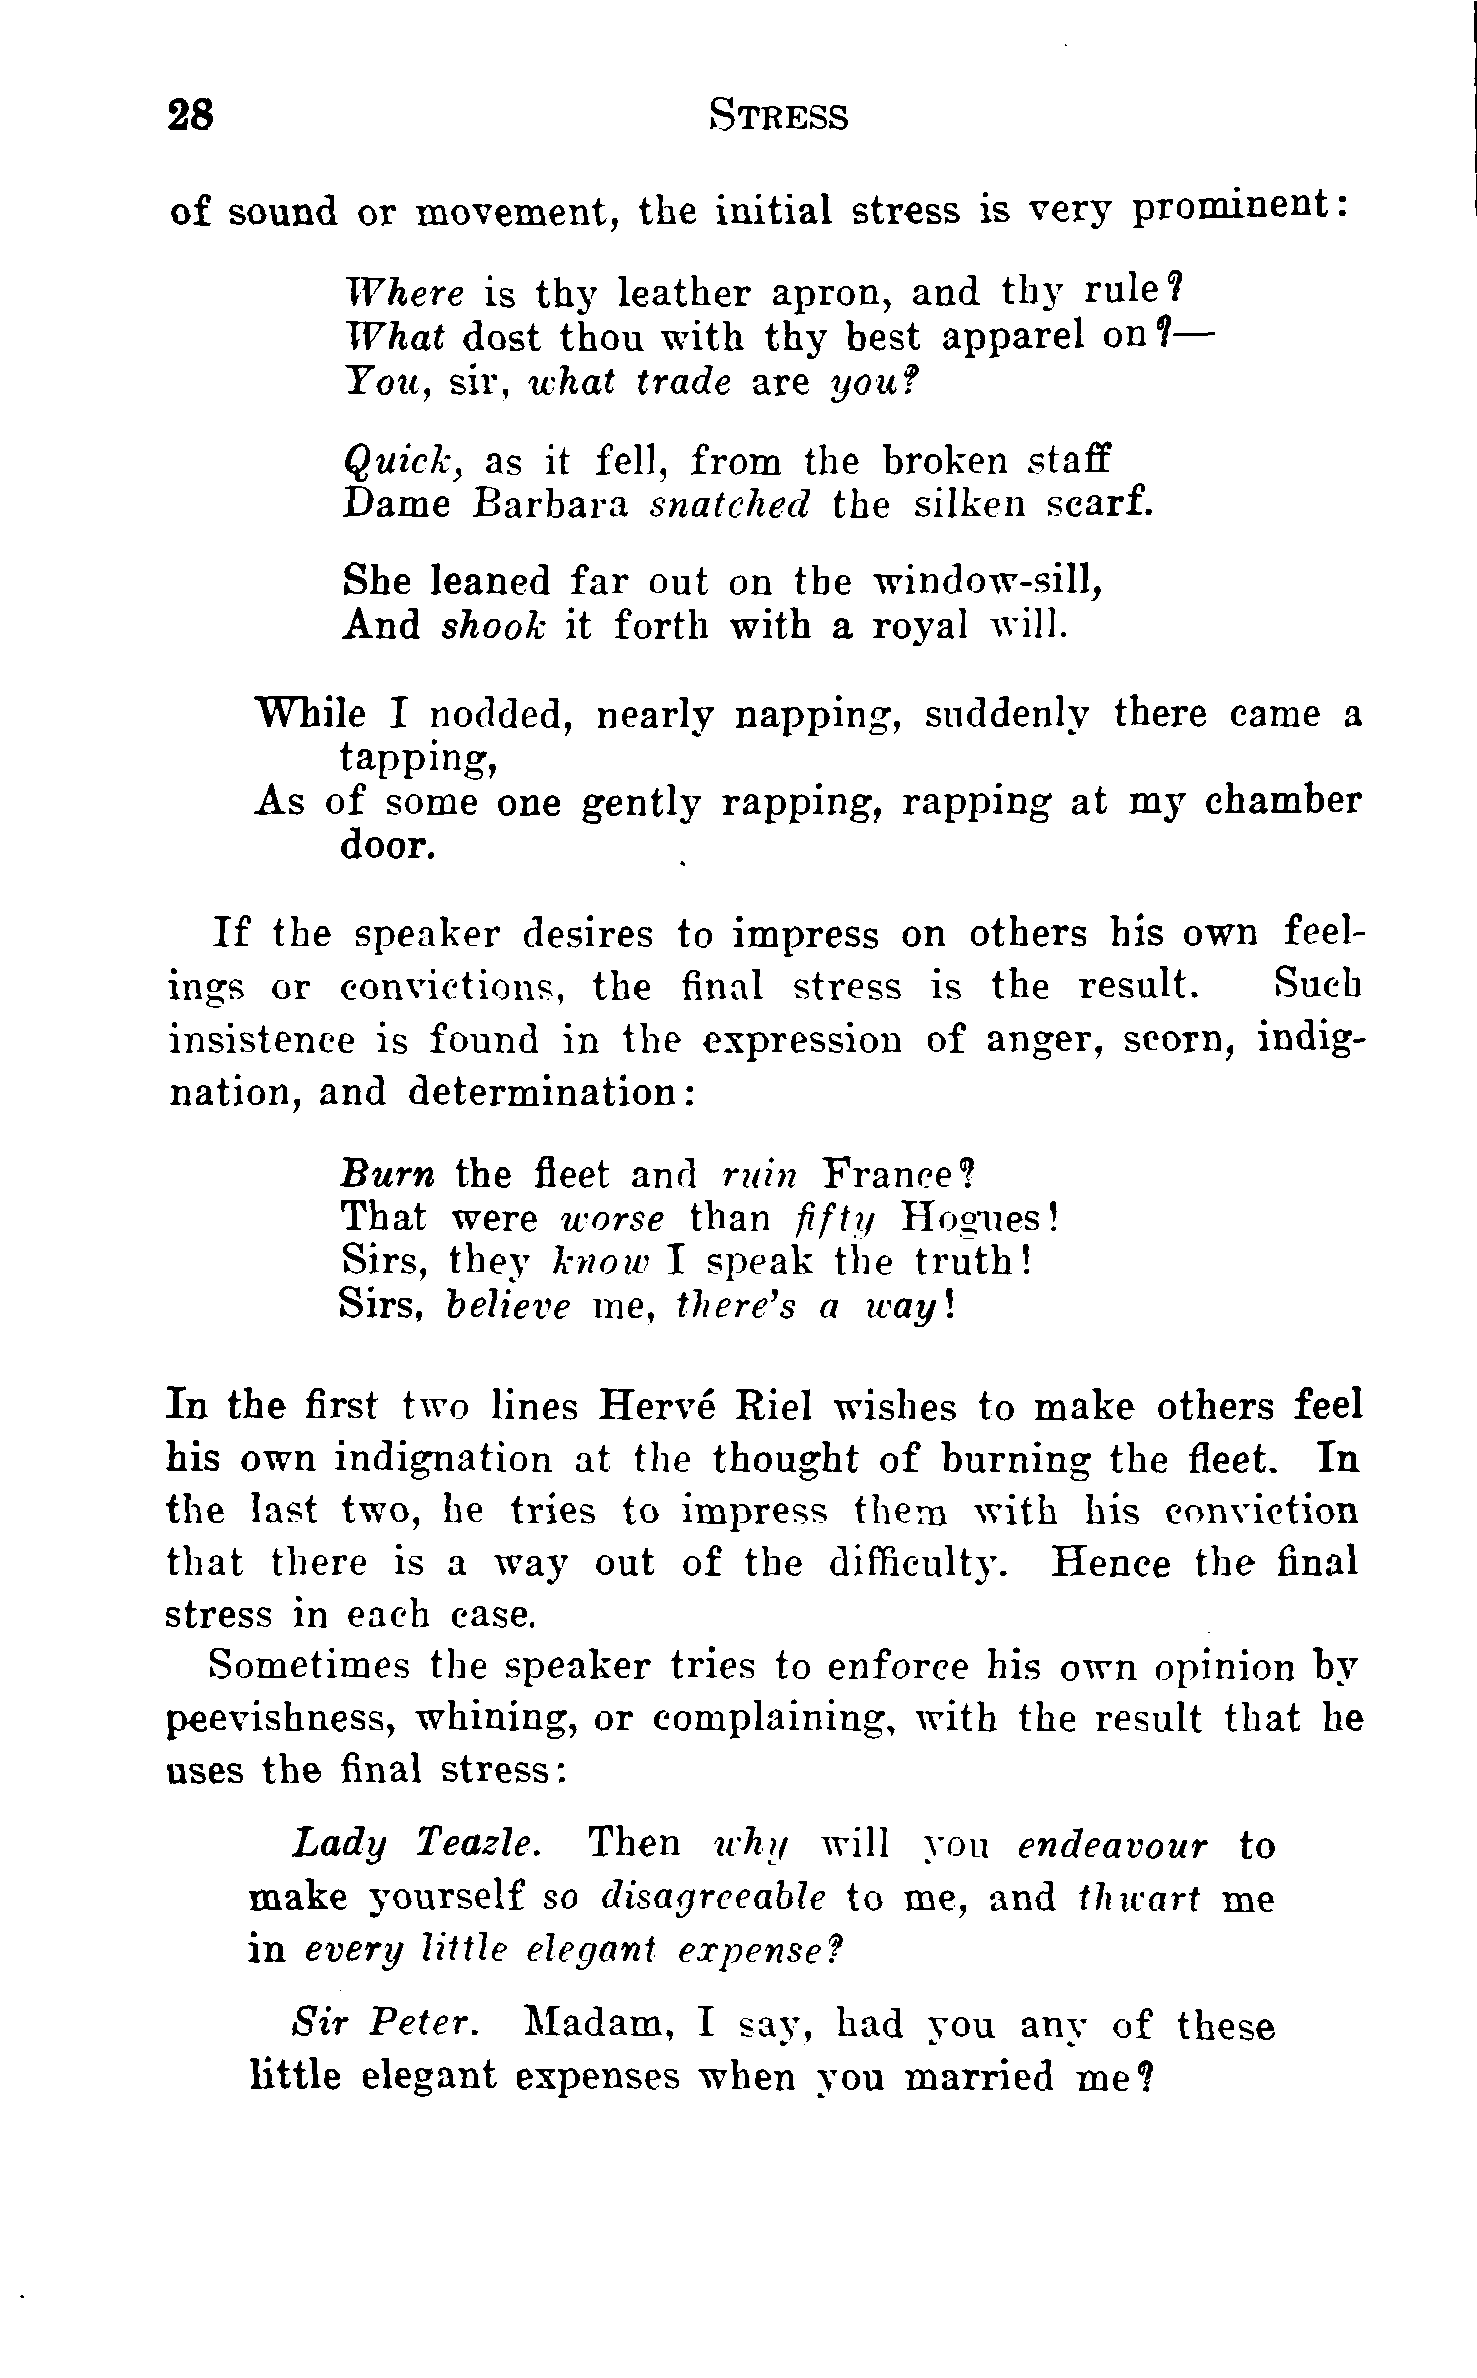 28 STRESS
of sound or movement, the initial stress is very prominent:
Where is thy leather apron, and thy rule?
What dost thou with thy best apparel on?—
You, sir, what trade are you?
Quick, as it fell, from the broken staff
Dame Barbara snatched the silken scarf.
She leaned far out on the window-sill,
And shook it forth with a royal will.
While I nodded, nearly napping, suddenly there came a
tapping,
As of some one gently rapping, rapping at my chamber
door.
If the speaker desires to impress on others his own feel-
ings or convictions, the final stress is the result. Such
insistence is found in the expression of anger, scorn, indig-
nation, and determination:
Burn the fleet and ruin France?
That were worse than fifty Hogues!
Sirs, they know I speak the truth!
Sirs, believe me, there's a way!
In the first two lines Hervé Riel wishes to make others feel
his own indignation at the thought of burning the fleet. In
the last two, he tries to impress them with his conviction
that there is a way out of the difficulty. Hence the final
stress in each case.
Sometimes the speaker tries to enforce his own opinion by
peevishness, whining, or complaining, with the result that he
uses the final stress:
Lady Teazle. Then why will you endeavour to
make yourself so disagreeable to me, and thwart me
in every little elegant expense?
Sir Peter. Madam, I say, had you any of these
little elegant expenses when you married me?